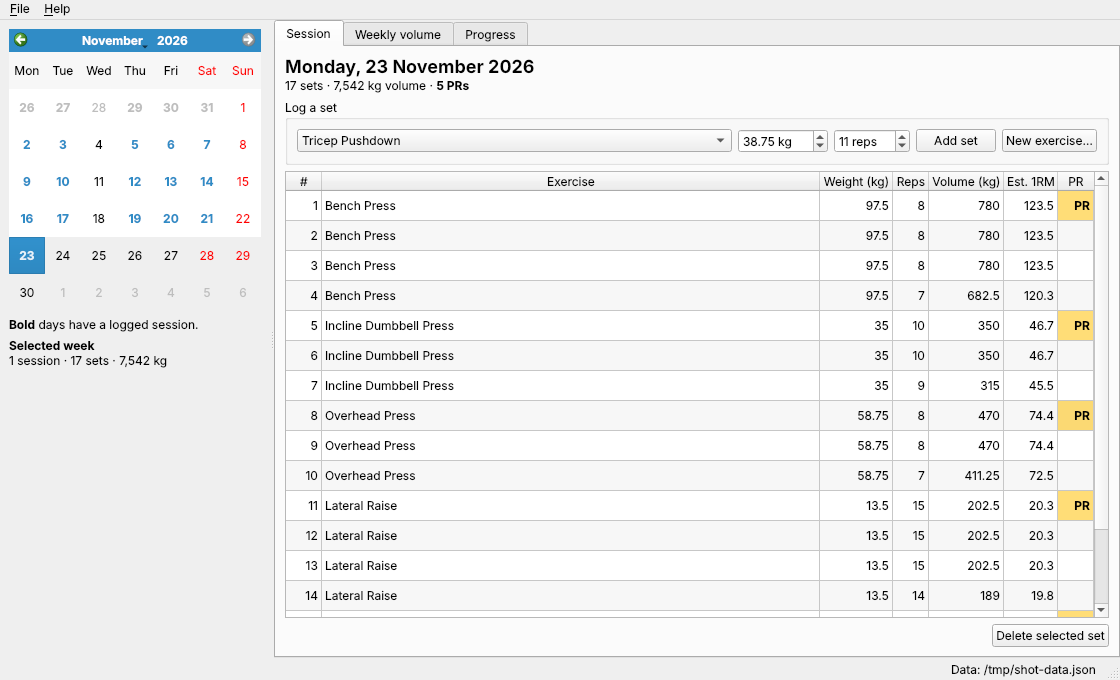 File Help
November 2026
Mon Tue Wed Thu Fri Sat Sun
26 27 28 29 30 31 1
2 3 4 5 6 7 8
9 10 11 12 13 14 15
16 17 18 19 20 21 22
23 24 25 26 27 28 29
30 1 2 3 4 5 6
Bold days have a logged session.
Selected week
1 session · 17 sets · 7,542 kg
Session Weekly volume Progress
Monday, 23 November 2026
17 sets · 7,542 kg volume · 5 PRs
Log a set
Tricep Pushdown 38.75 kg 11 reps Add set New exercise...
# Exercise Weight (kg) Reps Volume (kg) Est. 1RM PR
1 Bench Press 97.5 8 780 123.5 PR
2 Bench Press 97.5 8 780 123.5
3 Bench Press 97.5 8 780 123.5
4 Bench Press 97.5 7 682.5 120.3
5 Incline Dumbbell Press 35 10 350 46.7 PR
6 Incline Dumbbell Press 35 10 350 46.7
7 Incline Dumbbell Press 35 9 315 45.5
8 Overhead Press 58.75 8 470 74.4 PR
9 Overhead Press 58.75 8 470 74.4
10 Overhead Press 58.75 7 411.25 72.5
11 Lateral Raise 13.5 15 202.5 20.3 PR
12 Lateral Raise 13.5 15 202.5 20.3
13 Lateral Raise 13.5 15 202.5 20.3
14 Lateral Raise 13.5 14 189 19.8
Delete selected set
Data: /tmp/shot-data.json